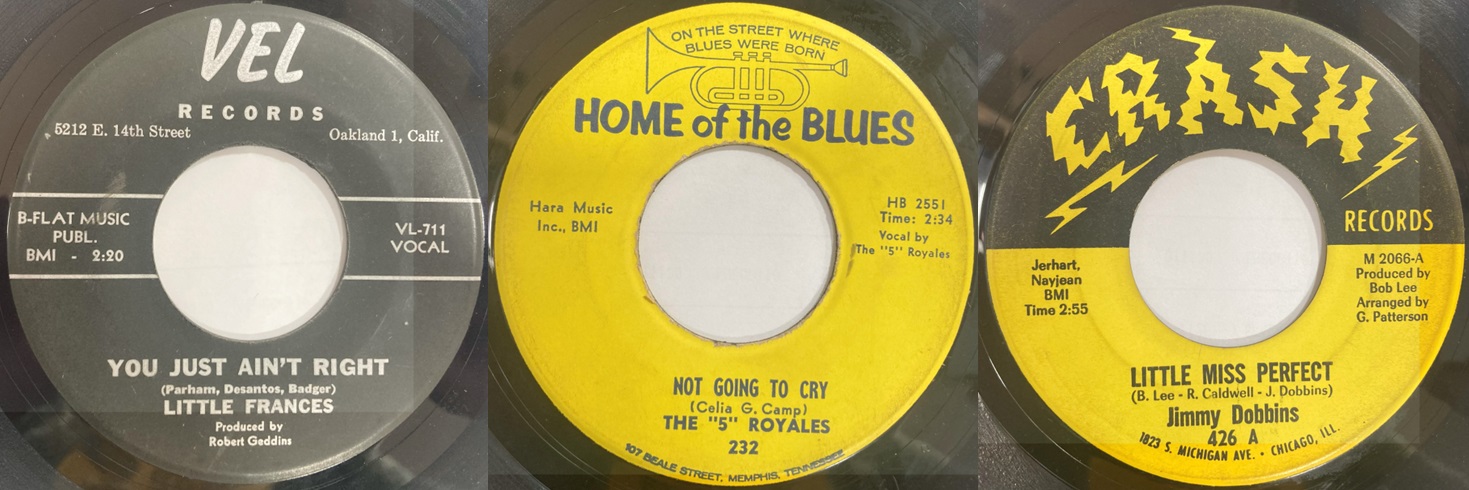 VEL
RECORDS
5212 E. 14th Street
Oakland 1, Calif.
B-FLAT MUSIC
PUBL.
BMI - 2:20
VL-711
VOCAL
YOU JUST AIN'T RIGHT
(Parham, Desantos, Badger)
LITTLE FRANCES
Produced by
Robert Geddins
ON THE STREET WHERE
BLUES WERE BORN
HOME of the BLUES
Hara Music
Inc., BMI
HB 2551
Time: 2:34
Vocal by
The "5" Royales
NOT GOING TO CRY
(Celia G. Camp)
THE "5" ROYALES
232
107 BEALE STREET, MEMPHIS, TENNESSEE
CRASH
RECORDS
Jerhart,
Nayjean
BMI
Time 2:55
M 2066-A
Produced by
Bob Lee
Arranged by
G. Patterson
LITTLE MISS PERFECT
(B. Lee - R. Caldwell - J. Dobbins)
Jimmy Dobbins
426 A
1823 S. MICHIGAN AVE. • CHICAGO, ILL.